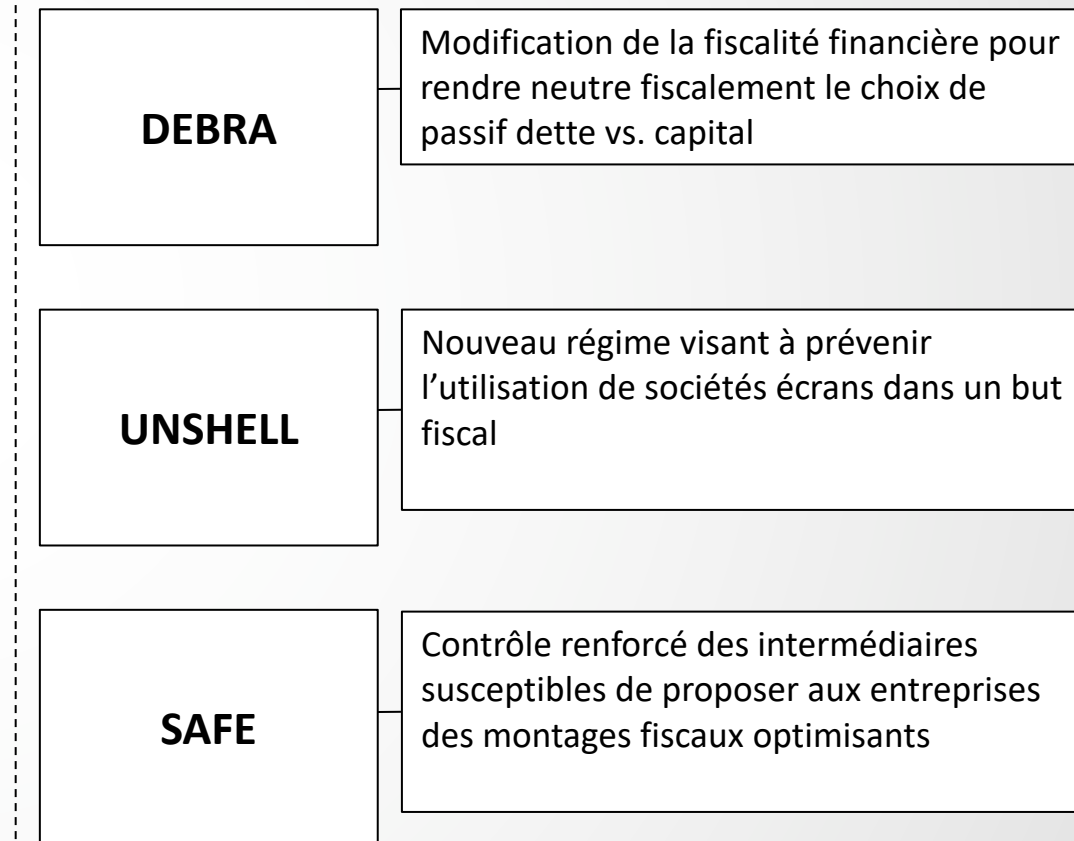 DEBRA
Modification de la fiscalité financière pour
rendre neutre fiscalement le choix de
passif dette vs. capital
UNSHELL
Nouveau régime visant à prévenir
l’utilisation de sociétés écrans dans un but
fiscal
SAFE
Contrôle renforcé des intermédiaires
susceptibles de proposer aux entreprises
des montages fiscaux optimisants